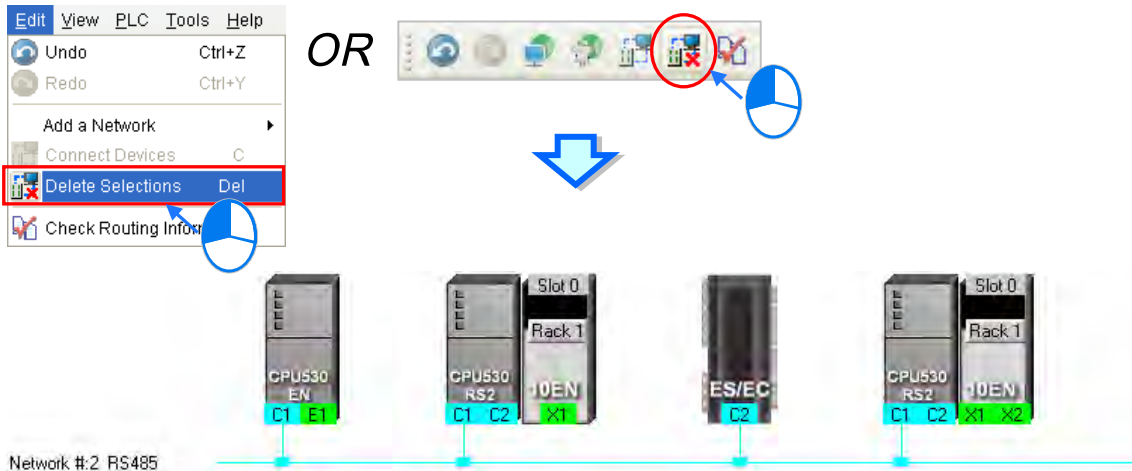 Edit View PLC Tools Help
Undo Ctrl+Z
Redo Ctrl+Y
Add a Network
Connect Devices C
Delete Selections Del
Check Routing
OR
Slot 0
Rack 1
CPU530
EN
C1 E1
CPU530
RS2
C1 C2
10EN
X1
ES/EC
C2
Slot 0
Rack 1
CPU530
RS2
C1 C2
10EN
X1 X2
Network #:2 RS485